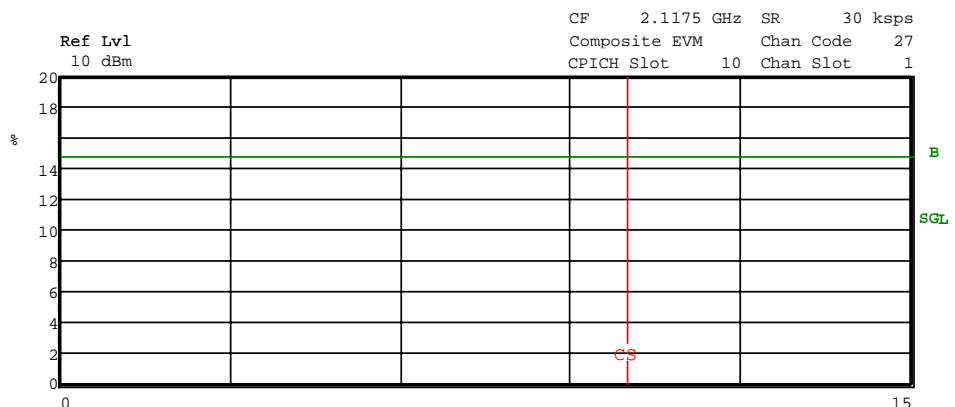 CF 2.1175 GHz SR 30 ksps
Ref Lvl Composite EVM Chan Code 27
10 dBm CPICH Slot 10 Chan Slot 1
20
18
%
B
14
12
SGL
10
8
6
4
2
CS
0
0 15